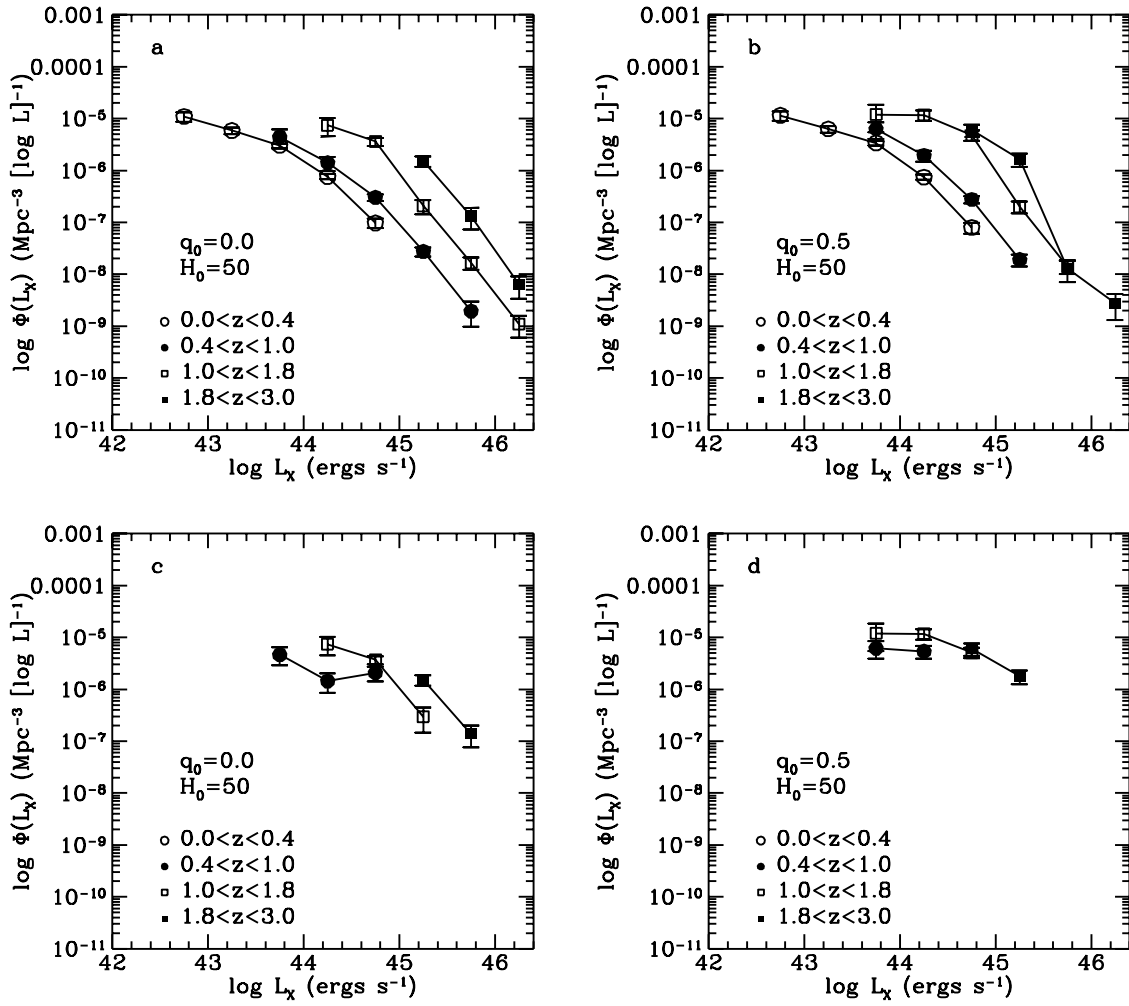 a
0.001
0.0001
10⁻⁵
10⁻⁶
10⁻⁷
10⁻⁸
10⁻⁹
10⁻¹⁰
10⁻¹¹
log Φ(L_X) (Mpc⁻³ [log L]⁻¹)
q₀=0.0
H₀=50
0.0<z<0.4
0.4<z<1.0
1.0<z<1.8
1.8<z<3.0
42 43 44 45 46
log L_X (ergs s⁻¹)
b
0.001
0.0001
10⁻⁵
10⁻⁶
10⁻⁷
10⁻⁸
10⁻⁹
10⁻¹⁰
10⁻¹¹
log Φ(L_X) (Mpc⁻³ [log L]⁻¹)
q₀=0.5
H₀=50
0.0<z<0.4
0.4<z<1.0
1.0<z<1.8
1.8<z<3.0
42 43 44 45 46
log L_X (ergs s⁻¹)
c
0.001
0.0001
10⁻⁵
10⁻⁶
10⁻⁷
10⁻⁸
10⁻⁹
10⁻¹⁰
10⁻¹¹
log Φ(L_X) (Mpc⁻³ [log L]⁻¹)
q₀=0.0
H₀=50
0.0<z<0.4
0.4<z<1.0
1.0<z<1.8
1.8<z<3.0
42 43 44 45 46
log L_X (ergs s⁻¹)
d
0.001
0.0001
10⁻⁵
10⁻⁶
10⁻⁷
10⁻⁸
10⁻⁹
10⁻¹⁰
10⁻¹¹
log Φ(L_X) (Mpc⁻³ [log L]⁻¹)
q₀=0.5
H₀=50
0.0<z<0.4
0.4<z<1.0
1.0<z<1.8
1.8<z<3.0
42 43 44 45 46
log L_X (ergs s⁻¹)